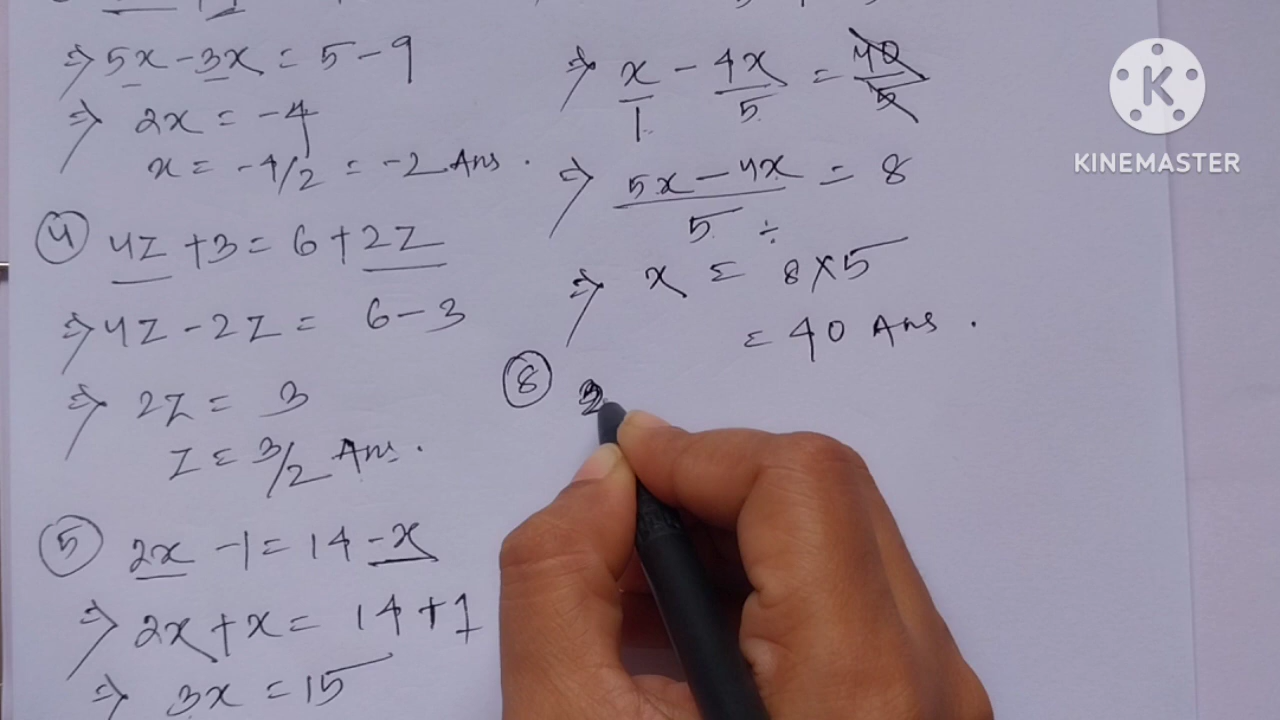 ⇒ 5x - 3x = 5 - 9
⇒ 2x = -4
x = -4/2 = -2 Ans.
④ 4z + 3 = 6 + 2z
⇒ 4z - 2z = 6 - 3
⇒ 2z = 3
z = 3/2 Ans.
⑤ 2x - 1 = 14 - x
⇒ 2x + x = 14 + 1
⇒ 3x = 15
⇒ x/1 - 4x/5 = 40/5
⇒ (5x - 4x)/5 = 8
÷
⇒ x = 8 × 5
= 40 Ans.
⑧
K
KINEMASTER